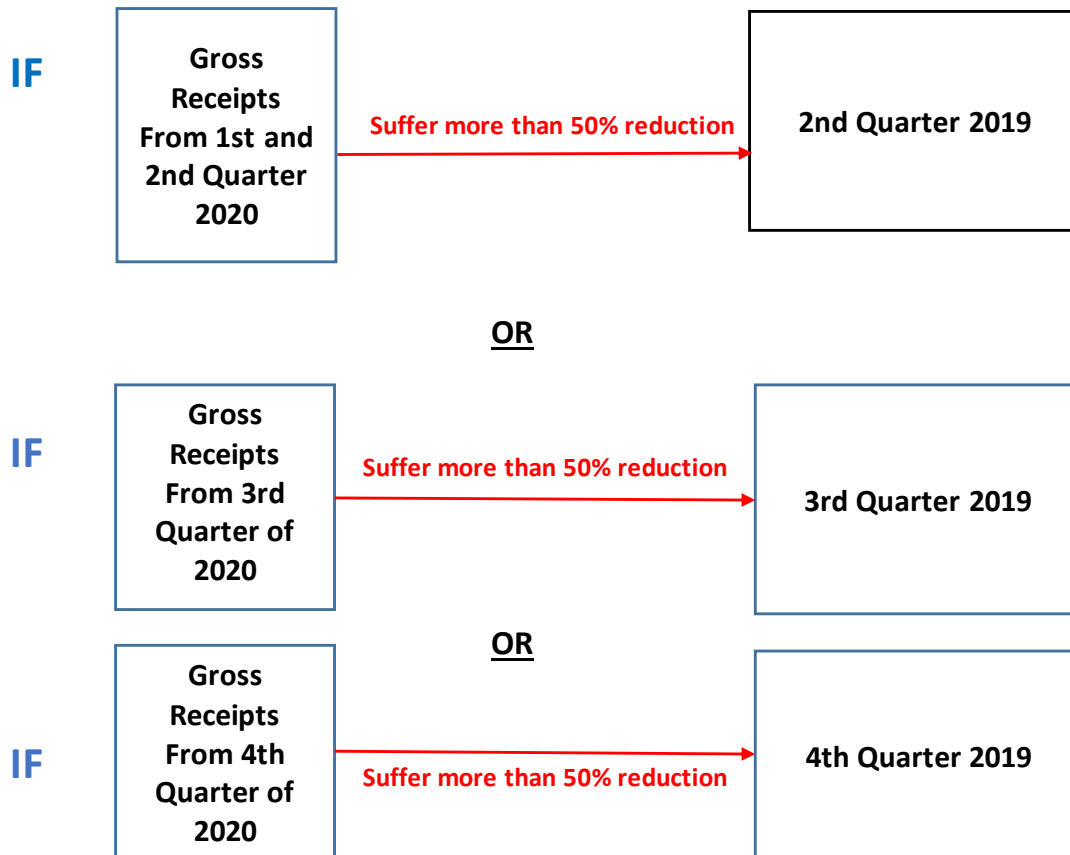 IF
Gross
Receipts
From 1st and
2nd Quarter
2020
Suffer more than 50% reduction
2nd Quarter 2019
OR
IF
Gross
Receipts
From 3rd
Quarter of
2020
Suffer more than 50% reduction
3rd Quarter 2019
OR
IF
Gross
Receipts
From 4th
Quarter of
2020
Suffer more than 50% reduction
4th Quarter 2019